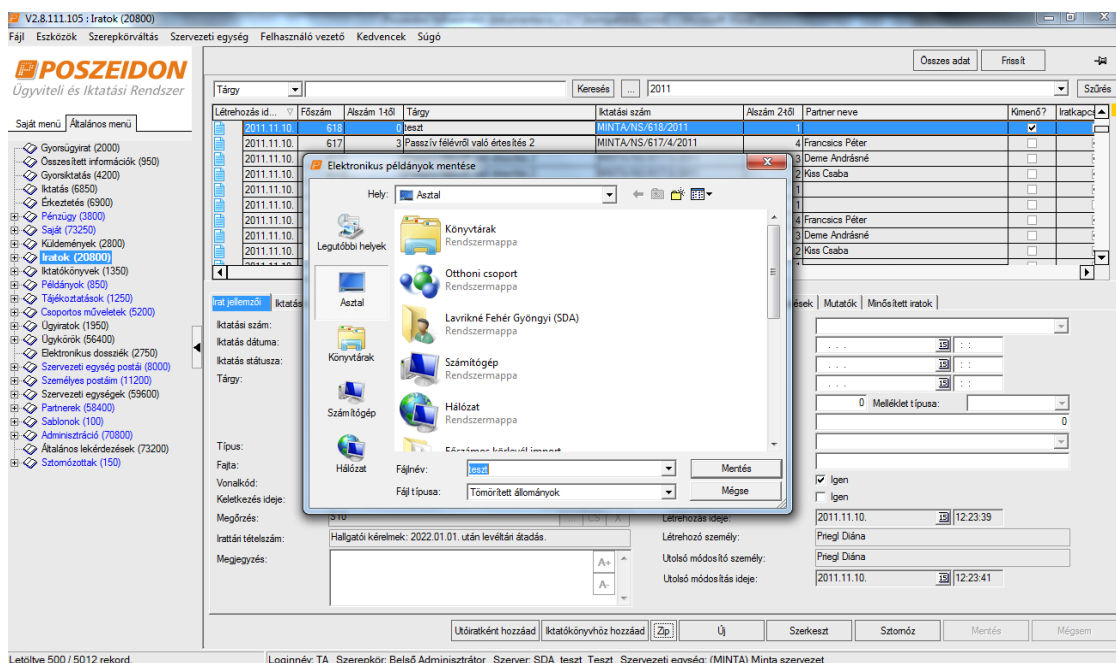 V2.8.111.105 : Iratok (20800)
Fájl Eszközök Szerepkörváltás Szervezeti egység Felhasználó vezető Kedvencek Súgó
POSZEIDON
Ügyviteli és Iktatási Rendszer
Összes adat Frissít
Tárgy Keresés ... 2011 Szűrés
Saját menü Általános menü
Gyorsügyirat (2000)
Összesített információk (950)
Gyorsiktatás (4200)
Iktatás (6850)
Érkeztetés (6900)
Pénzügy (3800)
Saját (73250)
Küldemények (2800)
Iratok (20800)
Iktatókönyvek (1350)
Példányok (850)
Tájékoztatások (1250)
Csoportos műveletek (5200)
Ügyiratok (1950)
Ügykörök (56400)
Elektronikus dossziék (2750)
Szervezeti egység postái (8000)
Személyes postáim (11200)
Szervezeti egységek (59600)
Partnerek (58400)
Sablonok (100)
Adminisztráció (70800)
Általános lekérdezések (73200)
Sztornózottak (150)
Létrehozás id... Főszám Alszám 1-től Tárgy Iktatási szám Alszám 2-től Partner neve Kimenő? Iratkapcs
2011.11.10. 618 0 teszt MINTA/NS/618/2011 1
2011.11.10. 617 3 Passzív félévről való értesítés 2 MINTA/NS/617/4/2011 4 Francsics Péter
2011.11.10. 3 Deme Andrásné
2011.11.10. 2 Kiss Csaba
2011.11.10. 1
2011.11.10. 1
2011.11.10. 4 Francsics Péter
2011.11.10. 3 Deme Andrásné
2011.11.10. 2 Kiss Csaba
Elektronikus példányok mentése
Hely: Asztal
Legutóbbi helyek
Asztal
Könyvtárak
Számítógép
Hálózat
Könyvtárak
Rendszermappa
Otthoni csoport
Rendszermappa
Lavrikné Fehér Gyöngyi (SDA)
Rendszermappa
Számítógép
Rendszermappa
Hálózat
Rendszermappa
Főszámos körlevél import
Fájlnév: teszt Mentés
Fájl típusa: Tömörített állományok Mégse
Irat jellemzői Iktatás sek Mutatók Minősített iratok
Iktatási szám:
Iktatás dátuma: . . . 15 : :
Iktatás státusza: . . . 15 : :
Tárgy: . . . 15 : :
0 Melléklet típusa:
0
Típus:
Fajta:
Vonalkód: Igen
Keletkezés ideje: Igen
Megőrzés: S10 ... CS X Létrehozás ideje: 2011.11.10. 15 12:23:39
Irattári tételszám: Hallgatói kérelmek: 2022.01.01. után levéltári átadás. Létrehozó személy: Priegl Diána
Megjegyzés: A+ Utolsó módosító személy: Priegl Diána
A- Utolsó módosítás ideje: 2011.11.10. 15 12:23:41
Utóiratként hozzáad Iktatókönyvhöz hozzáad Zip Új Szerkeszt Sztornóz Mentés Mégsem
Letöltve 500 / 5012 rekord. Loginnév: TA Szerepkör: Belső Adminisztrátor Szerver: SDA_teszt_Teszt Szervezeti egység: (MINTA) Minta szervezet